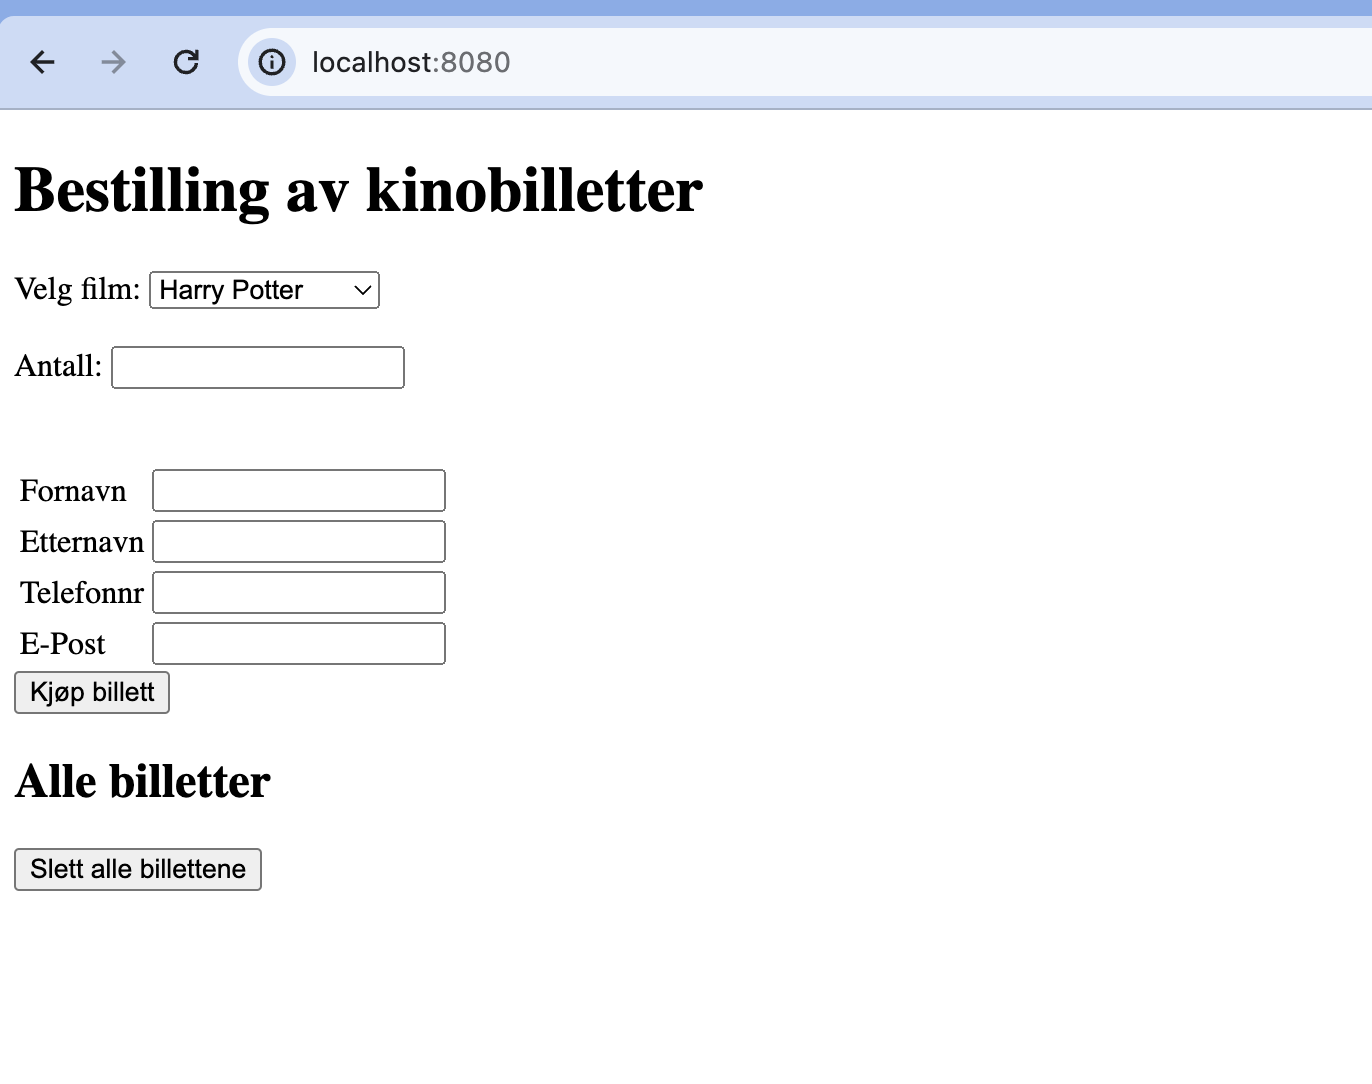 localhost:8080
Bestilling av kinobilletter
Velg film: Harry Potter
Antall:
Fornavn
Etternavn
Telefonnr
E-Post
Kjøp billett
Alle billetter
Slett alle billettene